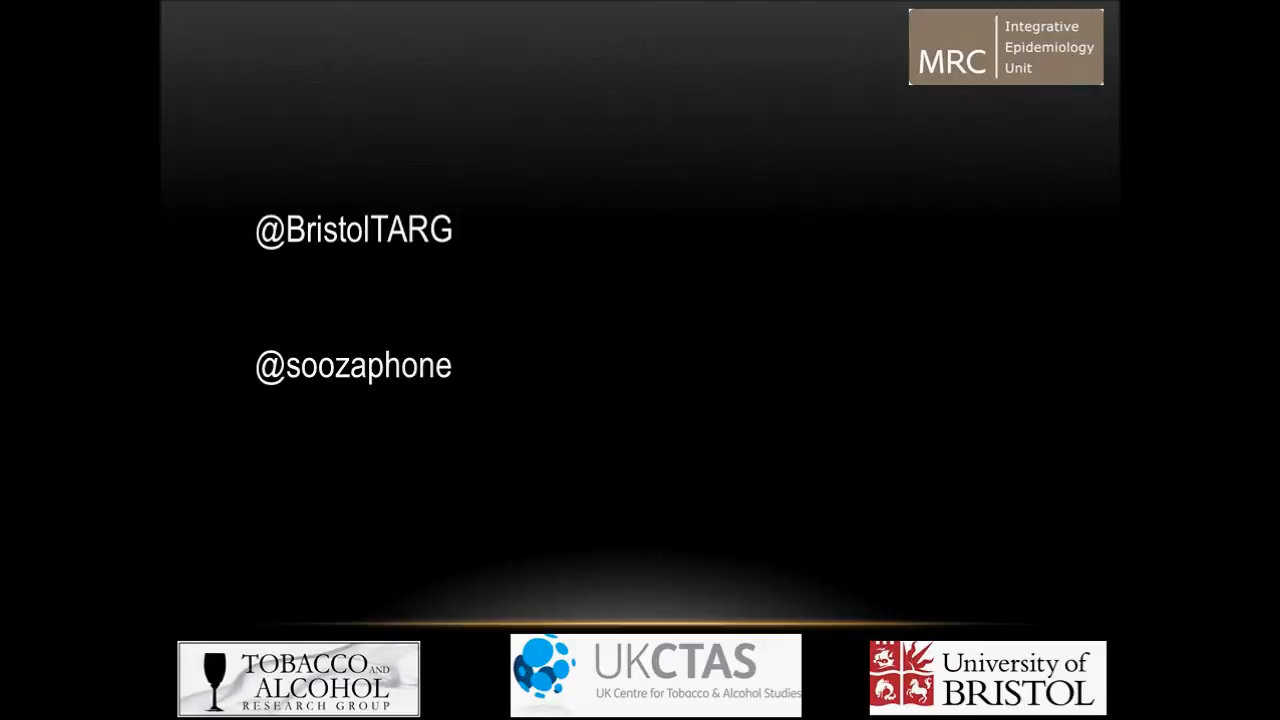 MRC
Integrative
Epidemiology
Unit
@BristolTARG
@soozaphone
TOBACCO AND
ALCOHOL
RESEARCH GROUP
UKCTAS
UK Centre for Tobacco & Alcohol Studies
University of
BRISTOL